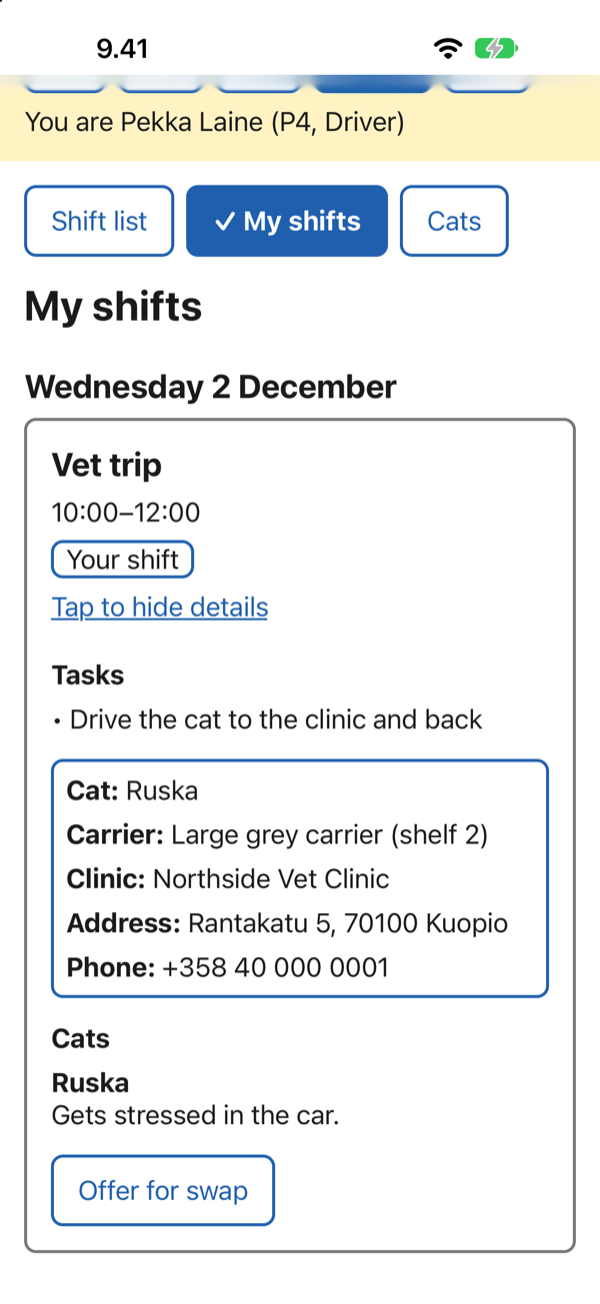 9.41
You are Pekka Laine (P4, Driver)
Shift list
✓ My shifts
Cats
My shifts
Wednesday 2 December
Vet trip
10:00–12:00
Your shift
Tap to hide details
Tasks
• Drive the cat to the clinic and back
Cat: Ruska
Carrier: Large grey carrier (shelf 2)
Clinic: Northside Vet Clinic
Address: Rantakatu 5, 70100 Kuopio
Phone: +358 40 000 0001
Cats
Ruska
Gets stressed in the car.
Offer for swap